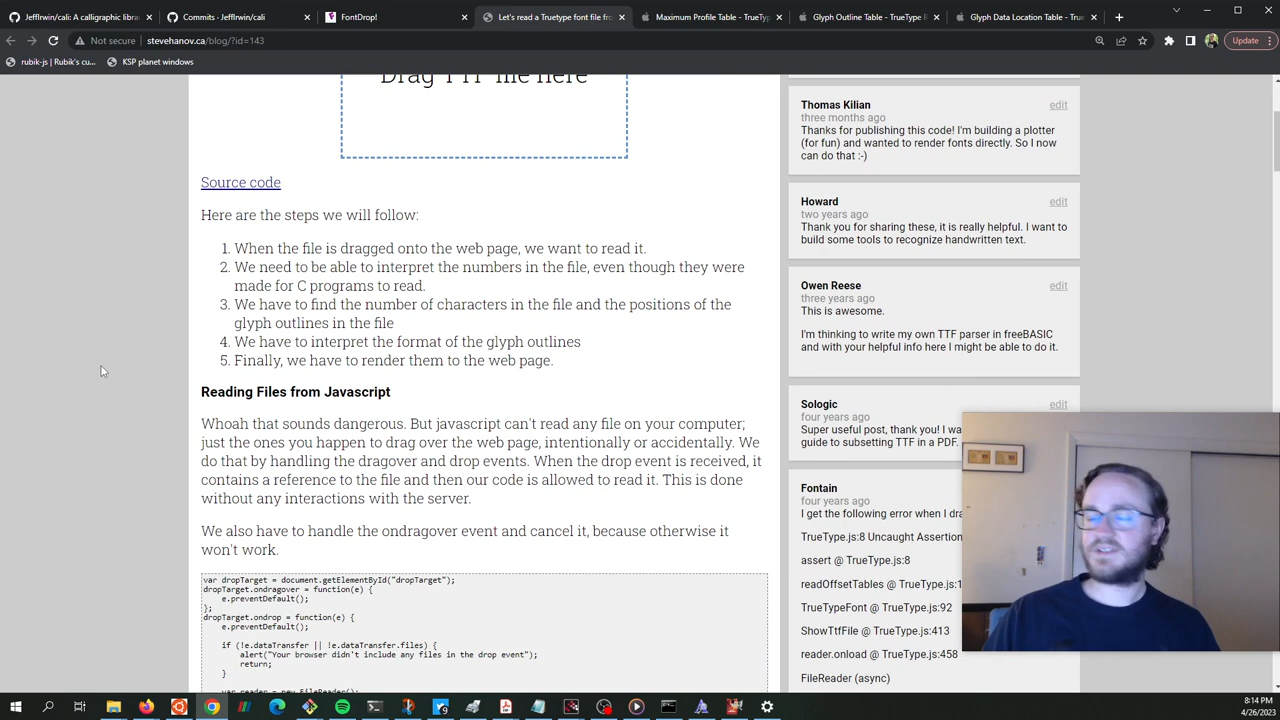 Jefflrwin/cali: A calligraphic libra
Commits · Jefflrwin/cali
FontDrop!
Let's read a Truetype font file fro
Maximum Profile Table - TrueTy
Glyph Outline Table - TrueType R
Glyph Data Location Table - True
Not secure
stevehanov.ca/blog/?id=143
Update
rubik-js | Rubik's cu...
KSP planet windows
Drag TTF file here
Source code
Here are the steps we will follow:
1. When the file is dragged onto the web page, we want to read it.
2. We need to be able to interpret the numbers in the file, even though they were
made for C programs to read.
3. We have to find the number of characters in the file and the positions of the
glyph outlines in the file
4. We have to interpret the format of the glyph outlines
5. Finally, we have to render them to the web page.
Reading Files from Javascript
Whoah that sounds dangerous. But javascript can't read any file on your computer;
just the ones you happen to drag over the web page, intentionally or accidentally. We
do that by handling the dragover and drop events. When the drop event is received, it
contains a reference to the file and then our code is allowed to read it. This is done
without any interactions with the server.
We also have to handle the ondragover event and cancel it, because otherwise it
won't work.
var dropTarget = document.getElementById("dropTarget");
dropTarget.ondragover = function(e) {
e.preventDefault();
};
dropTarget.ondrop = function(e) {
e.preventDefault();
if (!e.dataTransfer || !e.dataTransfer.files) {
alert("Your browser didn't include any files in the drop event");
return;
}
var reader = new FileReader();
Thomas Kilian
edit
three months ago
Thanks for publishing this code! I'm building a plotter
(for fun) and wanted to render fonts directly. So I now
can do that :-)
Howard
edit
two years ago
Thank you for sharing these, it is really helpful. I want to
build some tools to recognize handwritten text.
Owen Reese
edit
three years ago
This is awesome.
I'm thinking to write my own TTF parser in freeBASIC
and with your helpful info here I might be able to do it.
Sologic
edit
four years ago
Super useful post, thank you! I wa
guide to subsetting TTF in a PDF.
Fontain
four years ago
I get the following error when I dra
TrueType.js:8 Uncaught Assertion
assert @ TrueType.js:8
readOffsetTables @ TrueType.js:1
TrueTypeFont @ TrueType.js:92
ShowTtfFile @ TrueType.js:413
reader.onload @ TrueType.js:458
FileReader (async)
8:14 PM
4/26/2023